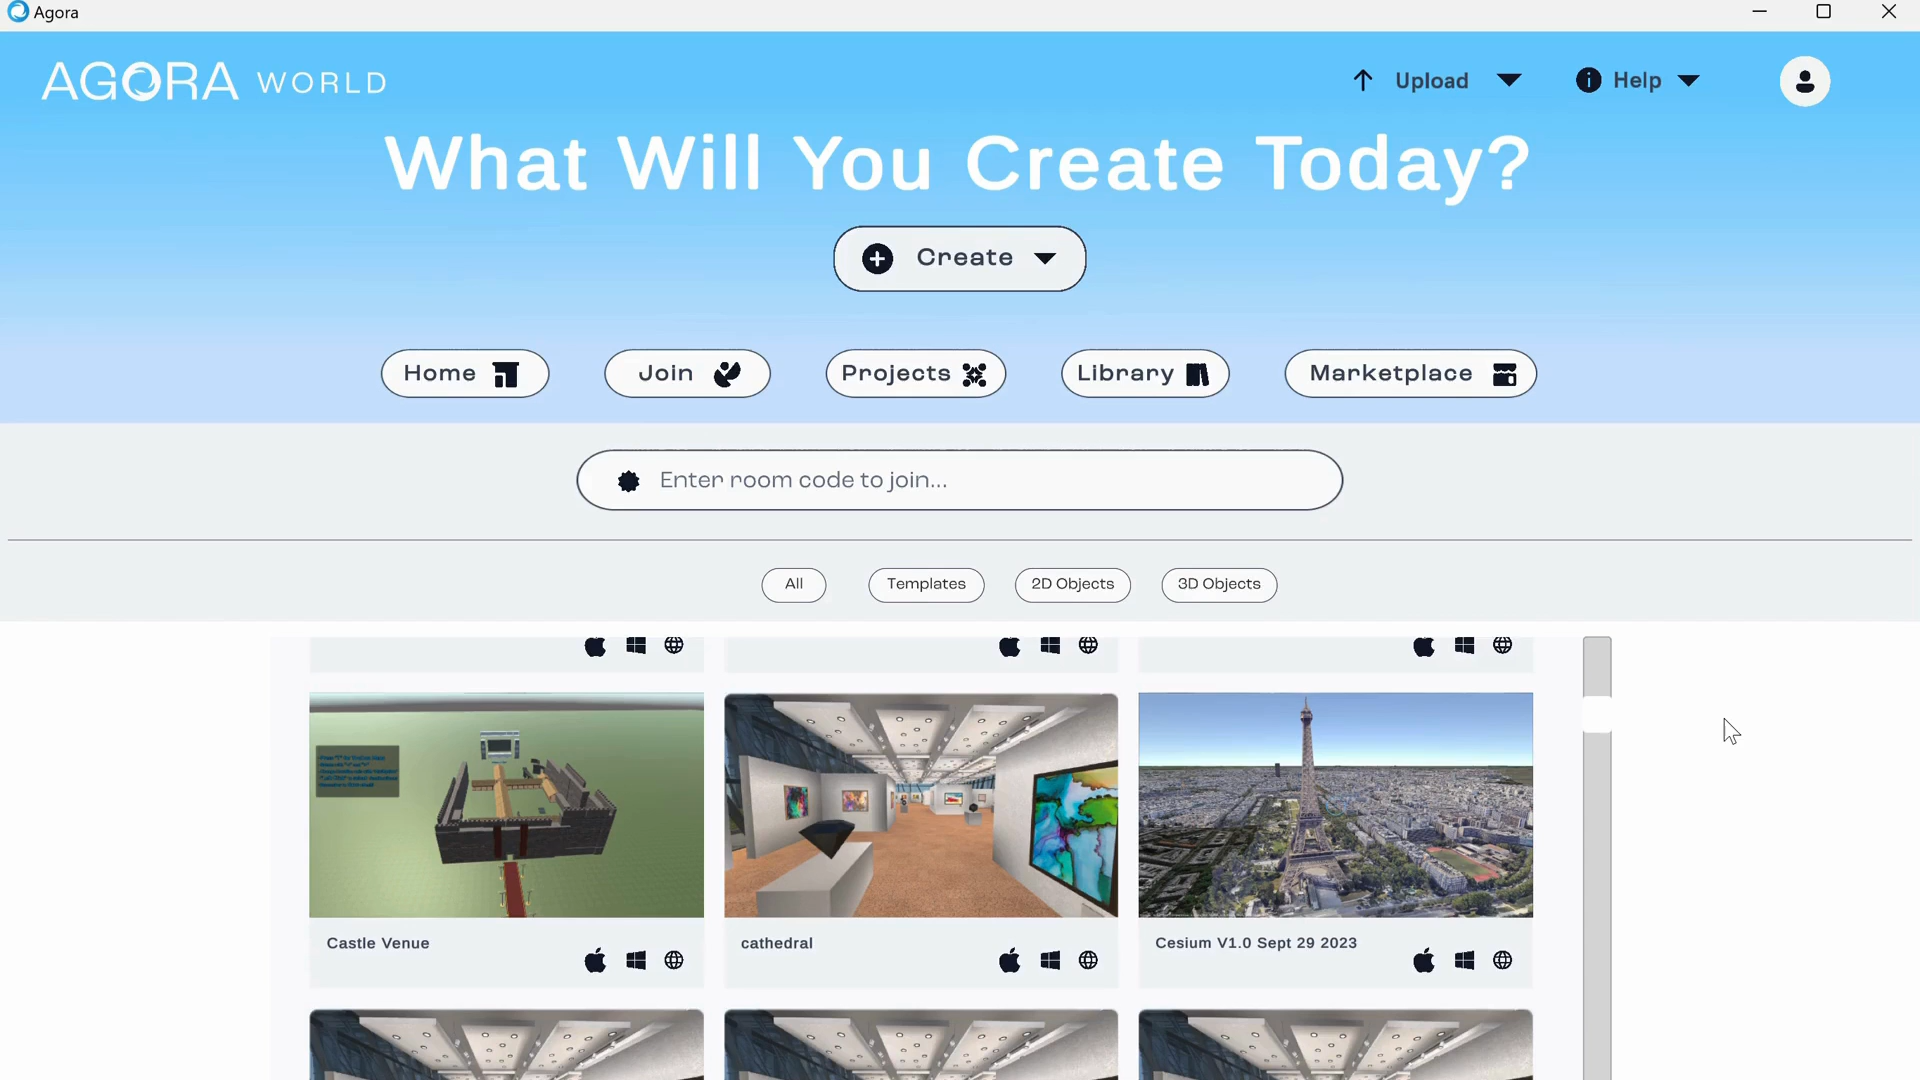 Agora
AGORA WORLD
Upload
Help
What Will You Create Today?
Create
Home
Join
Projects
Library
Marketplace
Enter room code to join...
All
Templates
2D Objects
3D Objects
Castle Venue
cathedral
Cesium V1.0 Sept 29 2023